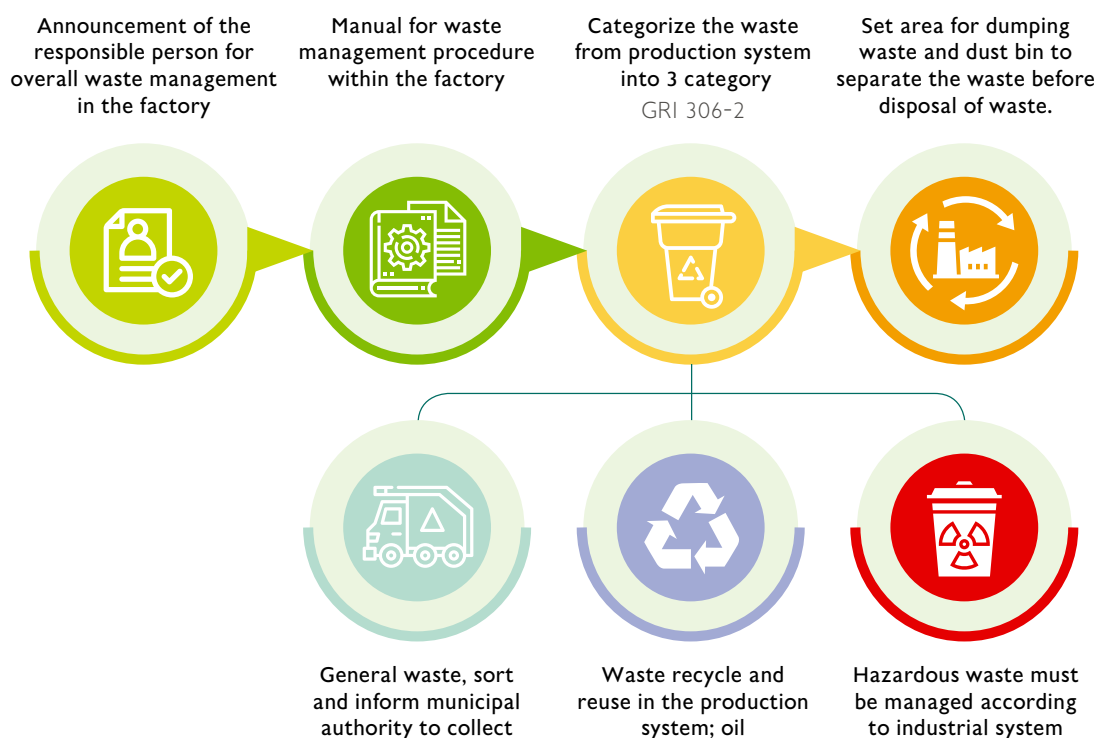 Announcement of the
responsible person for
overall waste management
in the factory
Manual for waste
management procedure
within the factory
Categorize the waste
from production system
into 3 category
GRI 306-2
Set area for dumping
waste and dust bin to
separate the waste before
disposal of waste.
General waste, sort
and inform municipal
authority to collect
Waste recycle and
reuse in the production
system; oil
Hazardous waste must
be managed according
to industrial system